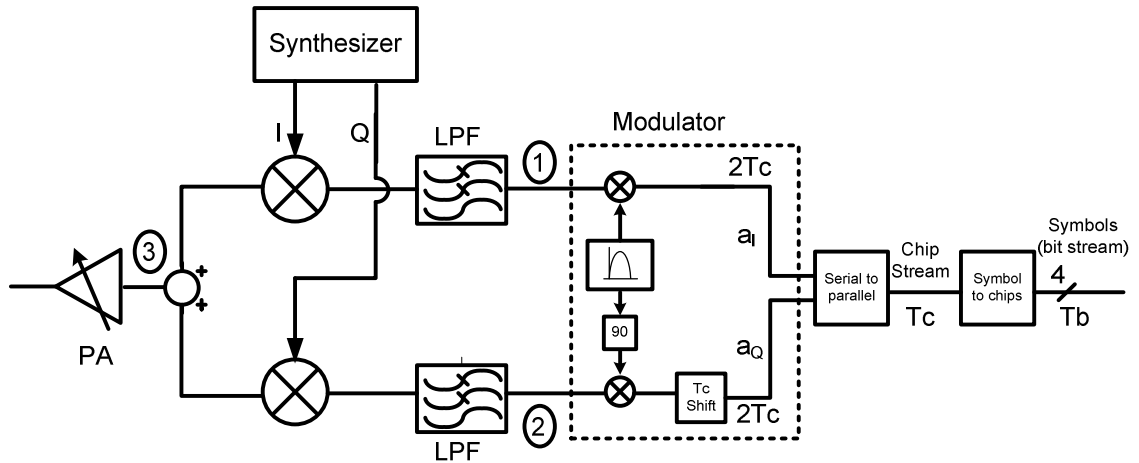 Synthesizer
I
Q
LPF
1
Modulator
2Tc
aI
Symbols
(bit stream)
Chip
Stream
4
3
+
+
Serial to
parallel
Symbol
to chips
Tc
Tb
90
PA
aQ
Tc
Shift
2Tc
2
LPF